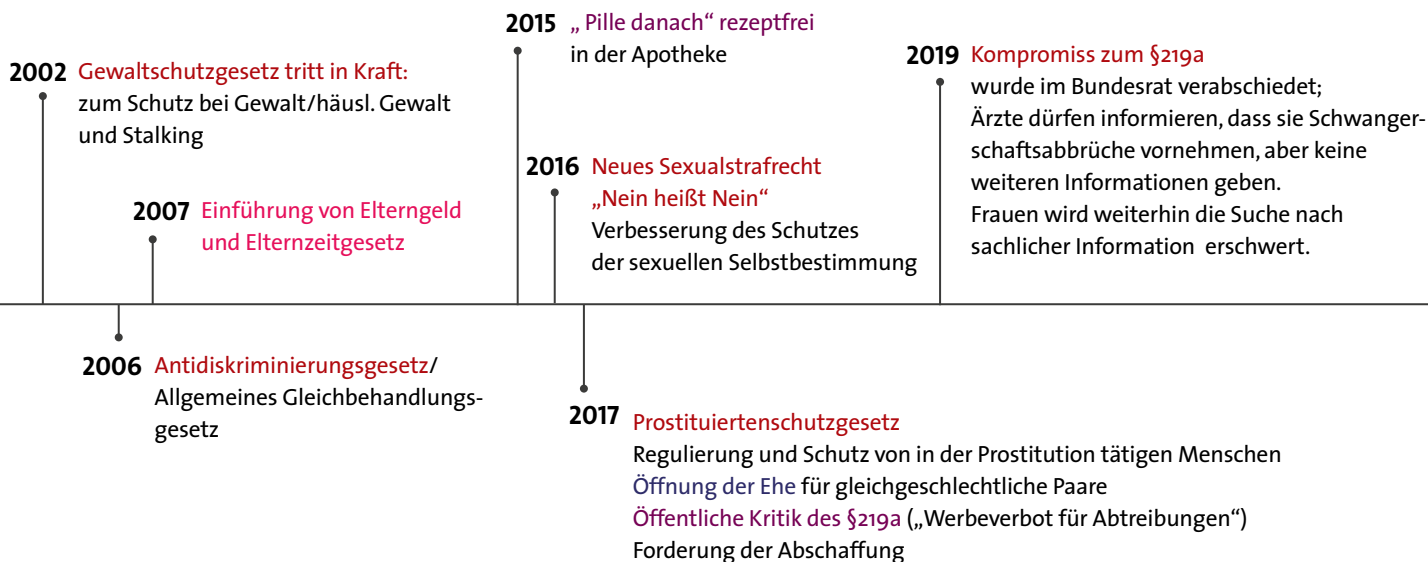 2002 Gewaltschutzgesetz tritt in Kraft:
zum Schutz bei Gewalt/häusl. Gewalt
und Stalking
2007 Einführung von Elterngeld
und Elternzeitgesetz
2015 „ Pille danach“ rezeptfrei
in der Apotheke
2016 Neues Sexualstrafrecht
„Nein heißt Nein“
Verbesserung des Schutzes
der sexuellen Selbstbestimmung
2019 Kompromiss zum §219a
wurde im Bundesrat verabschiedet;
Ärzte dürfen informieren, dass sie Schwanger-
schaftsabbrüche vornehmen, aber keine
weiteren Informationen geben.
Frauen wird weiterhin die Suche nach
sachlicher Information erschwert.
2006 Antidiskriminierungsgesetz/
Allgemeines Gleichbehandlungs-
gesetz
2017 Prostituiertenschutzgesetz
Regulierung und Schutz von in der Prostitution tätigen Menschen
Öffnung der Ehe für gleichgeschlechtliche Paare
Öffentliche Kritik des §219a („Werbeverbot für Abtreibungen“)
Forderung der Abschaffung